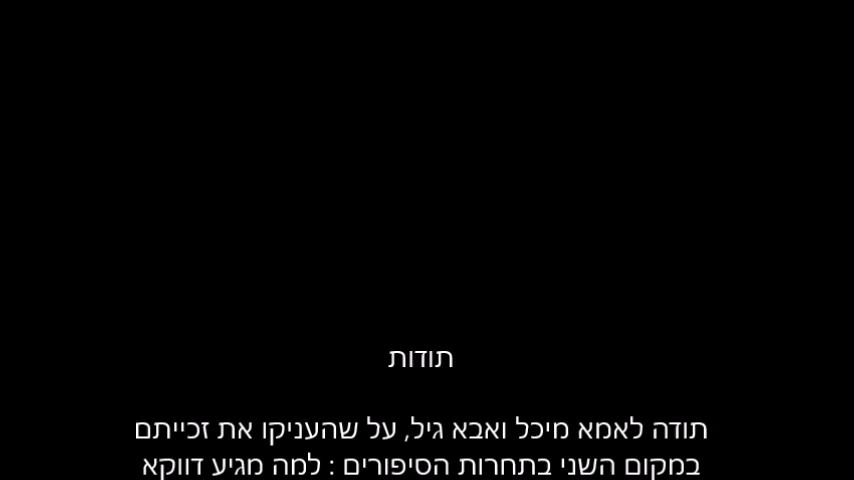 תודות
תודה לאמא מיכל ואבא גיל, על שהעניקו את זכייתם
במקום השני בתחרות הסיפורים : למה מגיע דווקא